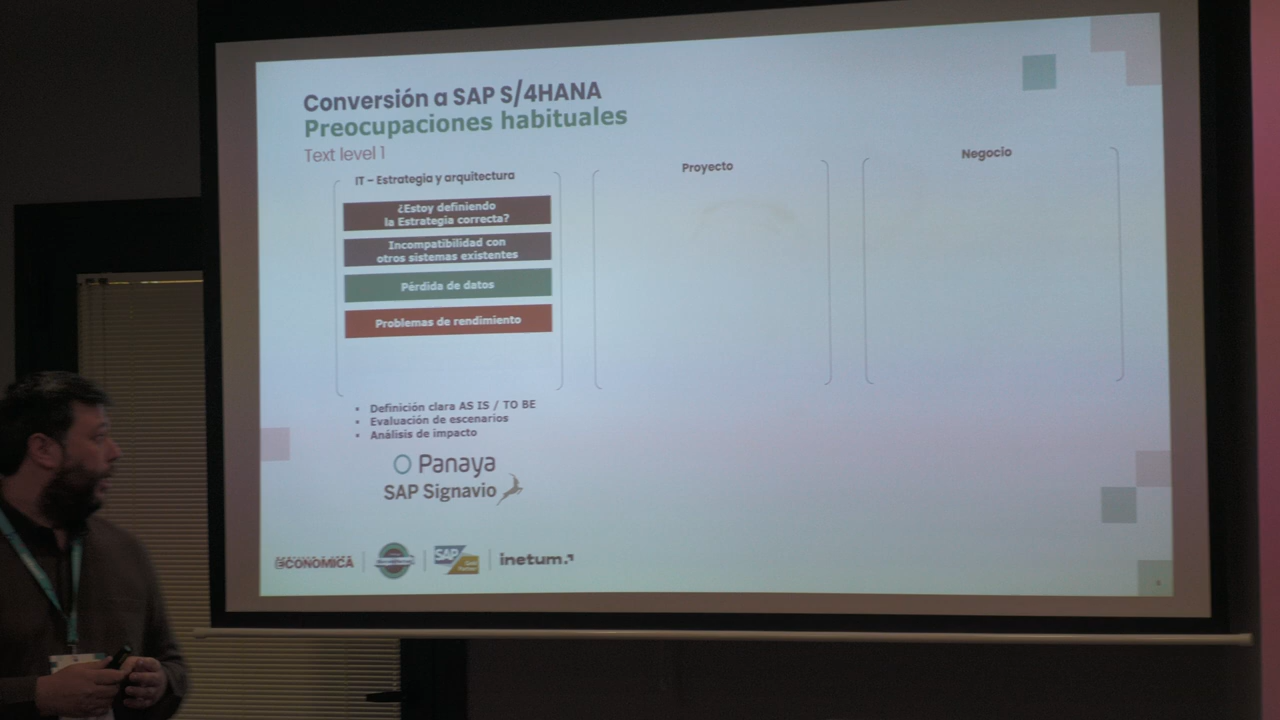 Conversión a SAP S/4HANA
Preocupaciones habituales
Text level 1
IT – Estrategia y arquitectura
¿Estoy definiendo
la Estrategia correcta?
Incompatibilidad con
otros sistemas existentes
Pérdida de datos
Problemas de rendimiento
Definición clara AS IS / TO BE
Evaluación de escenarios
Análisis de impacto
Panaya
SAP Signavio
Proyecto
Negocio
@CONOMICA
SAP
inetum.